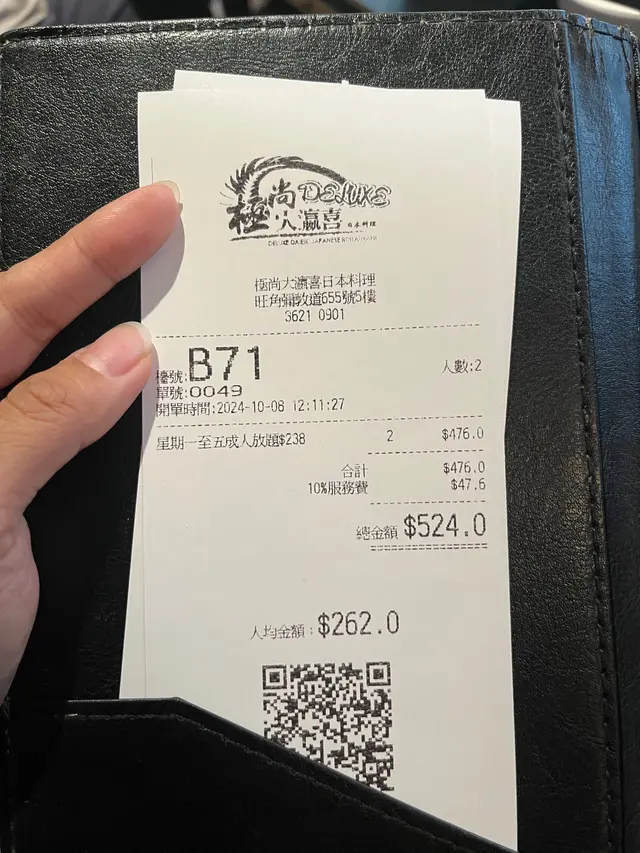 極尚 DELUXE
大瀛喜 日本料理
DELUXE DAIEKI JAPANESE RESTAURANT
極尚大瀛喜日本料理
旺角彌敦道655號5樓
3621 0901
檯號:B71
人數:2
單號:0049
開單時間:2024-10-08 12:11:27
星期一至五成人放題$238 2 $476.0
合計 $476.0
10%服務費 $47.6
總金額 $524.0
人均金額：$262.0